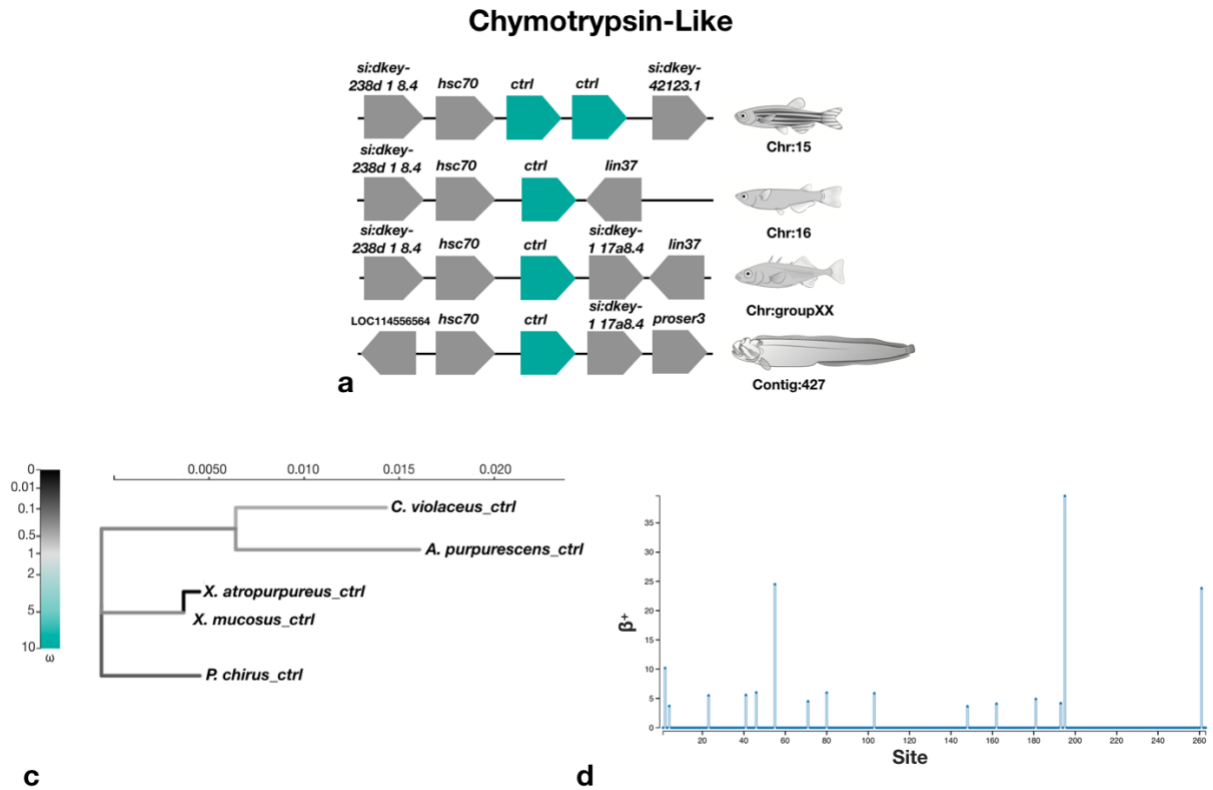 Chymotrypsin-Like
si:dkey-
238d 1 8.4 hsc70 ctrl ctrl si:dkey-
42123.1
Chr:15
si:dkey-
238d 1 8.4 hsc70 ctrl lin37
Chr:16
si:dkey-
238d 1 8.4 hsc70 ctrl si:dkey-
1 17a8.4 lin37
Chr:groupXX
LOC114556564 hsc70 ctrl si:dkey-
1 17a8.4 proser3
Contig:427
a
0.0050 0.010 0.015 0.020
0
0.01
0.1
0.5
1
2
5
10
ω
C. violaceus_ctrl
A. purpurescens_ctrl
X. atropurpureus_ctrl
X. mucosus_ctrl
P. chirus_ctrl
c
β+
35
30
25
20
15
10
5
0
20 40 60 80 100 120 140 160 180 200 220 240 260
Site
d